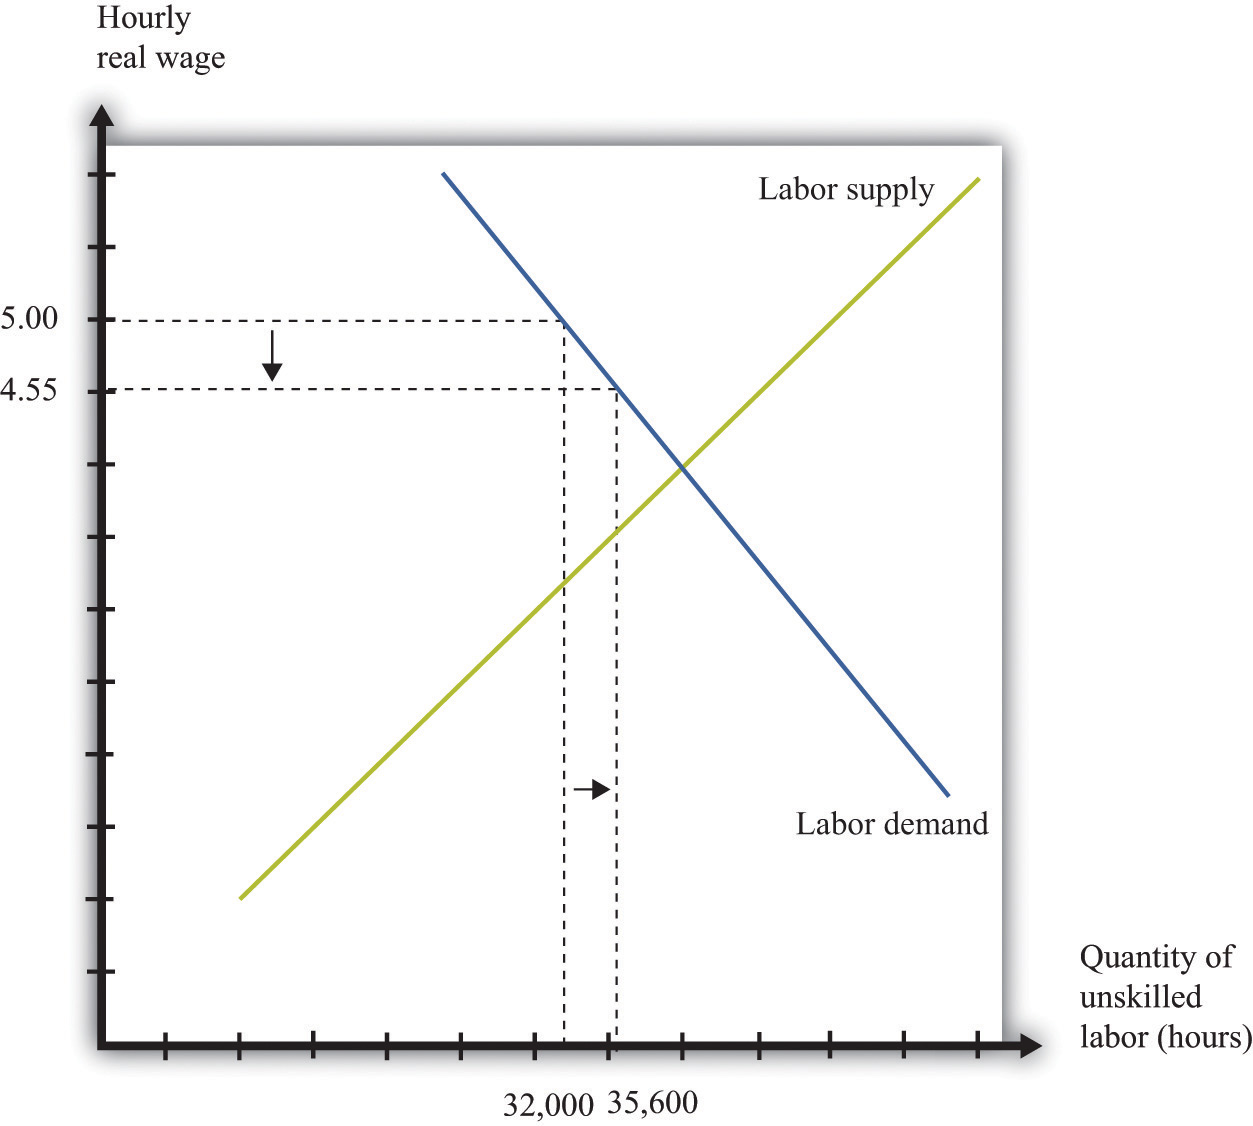 Hourly
real wage
Labor supply
5.00
4.55
Labor demand
Quantity of
unskilled
labor (hours)
32,000 35,600